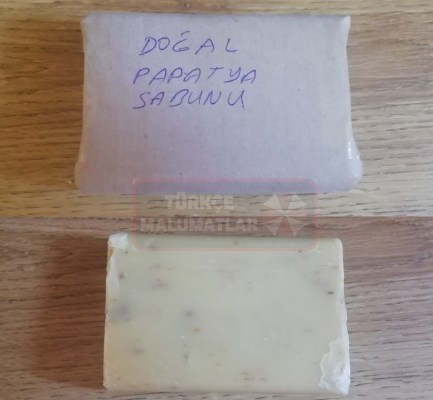 DOĞAL
PAPATYA
SABUNU
TÜRKÇE
MALUMATLAR